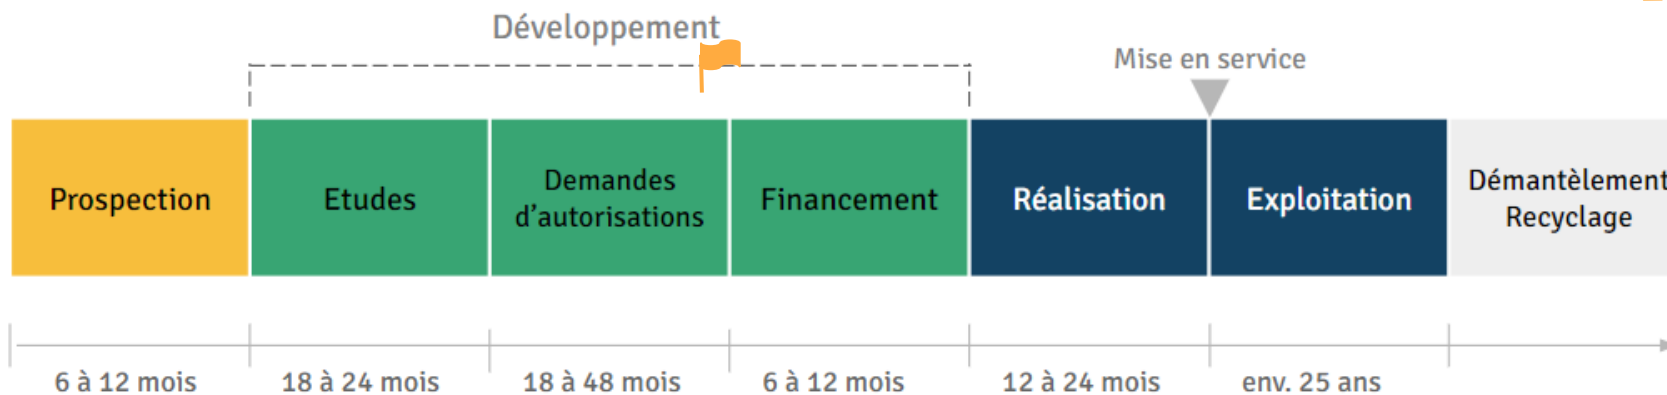 Développement
Mise en service
Prospection
Etudes
Demandes
d'autorisations
Financement
Réalisation
Exploitation
Démantèlement
Recyclage
6 à 12 mois
18 à 24 mois
18 à 48 mois
6 à 12 mois
12 à 24 mois
env. 25 ans